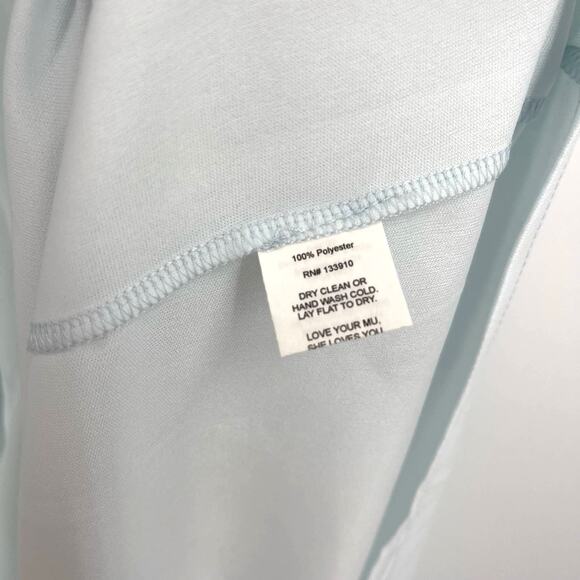 100% Polyester
RN# 133910
DRY CLEAN OR
HAND WASH COLD.
LAY FLAT TO DRY.
LOVE YOUR MU,
SHE LOVES YOU